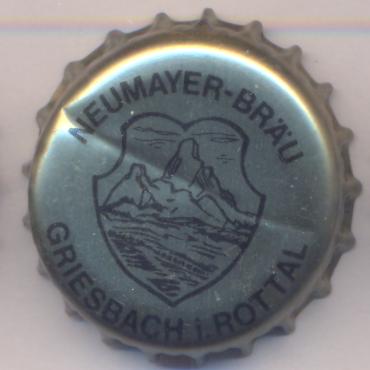 NEUMAYER-BRÄU
GRIESBACH i. ROTTAL